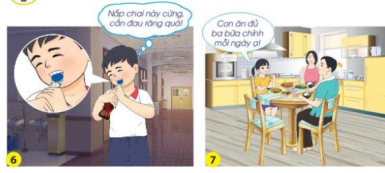 Nắp chai này cứng,
cắn đau răng quá!
Con ăn đủ
ba bữa chính
mỗi ngày ạ!
6
7